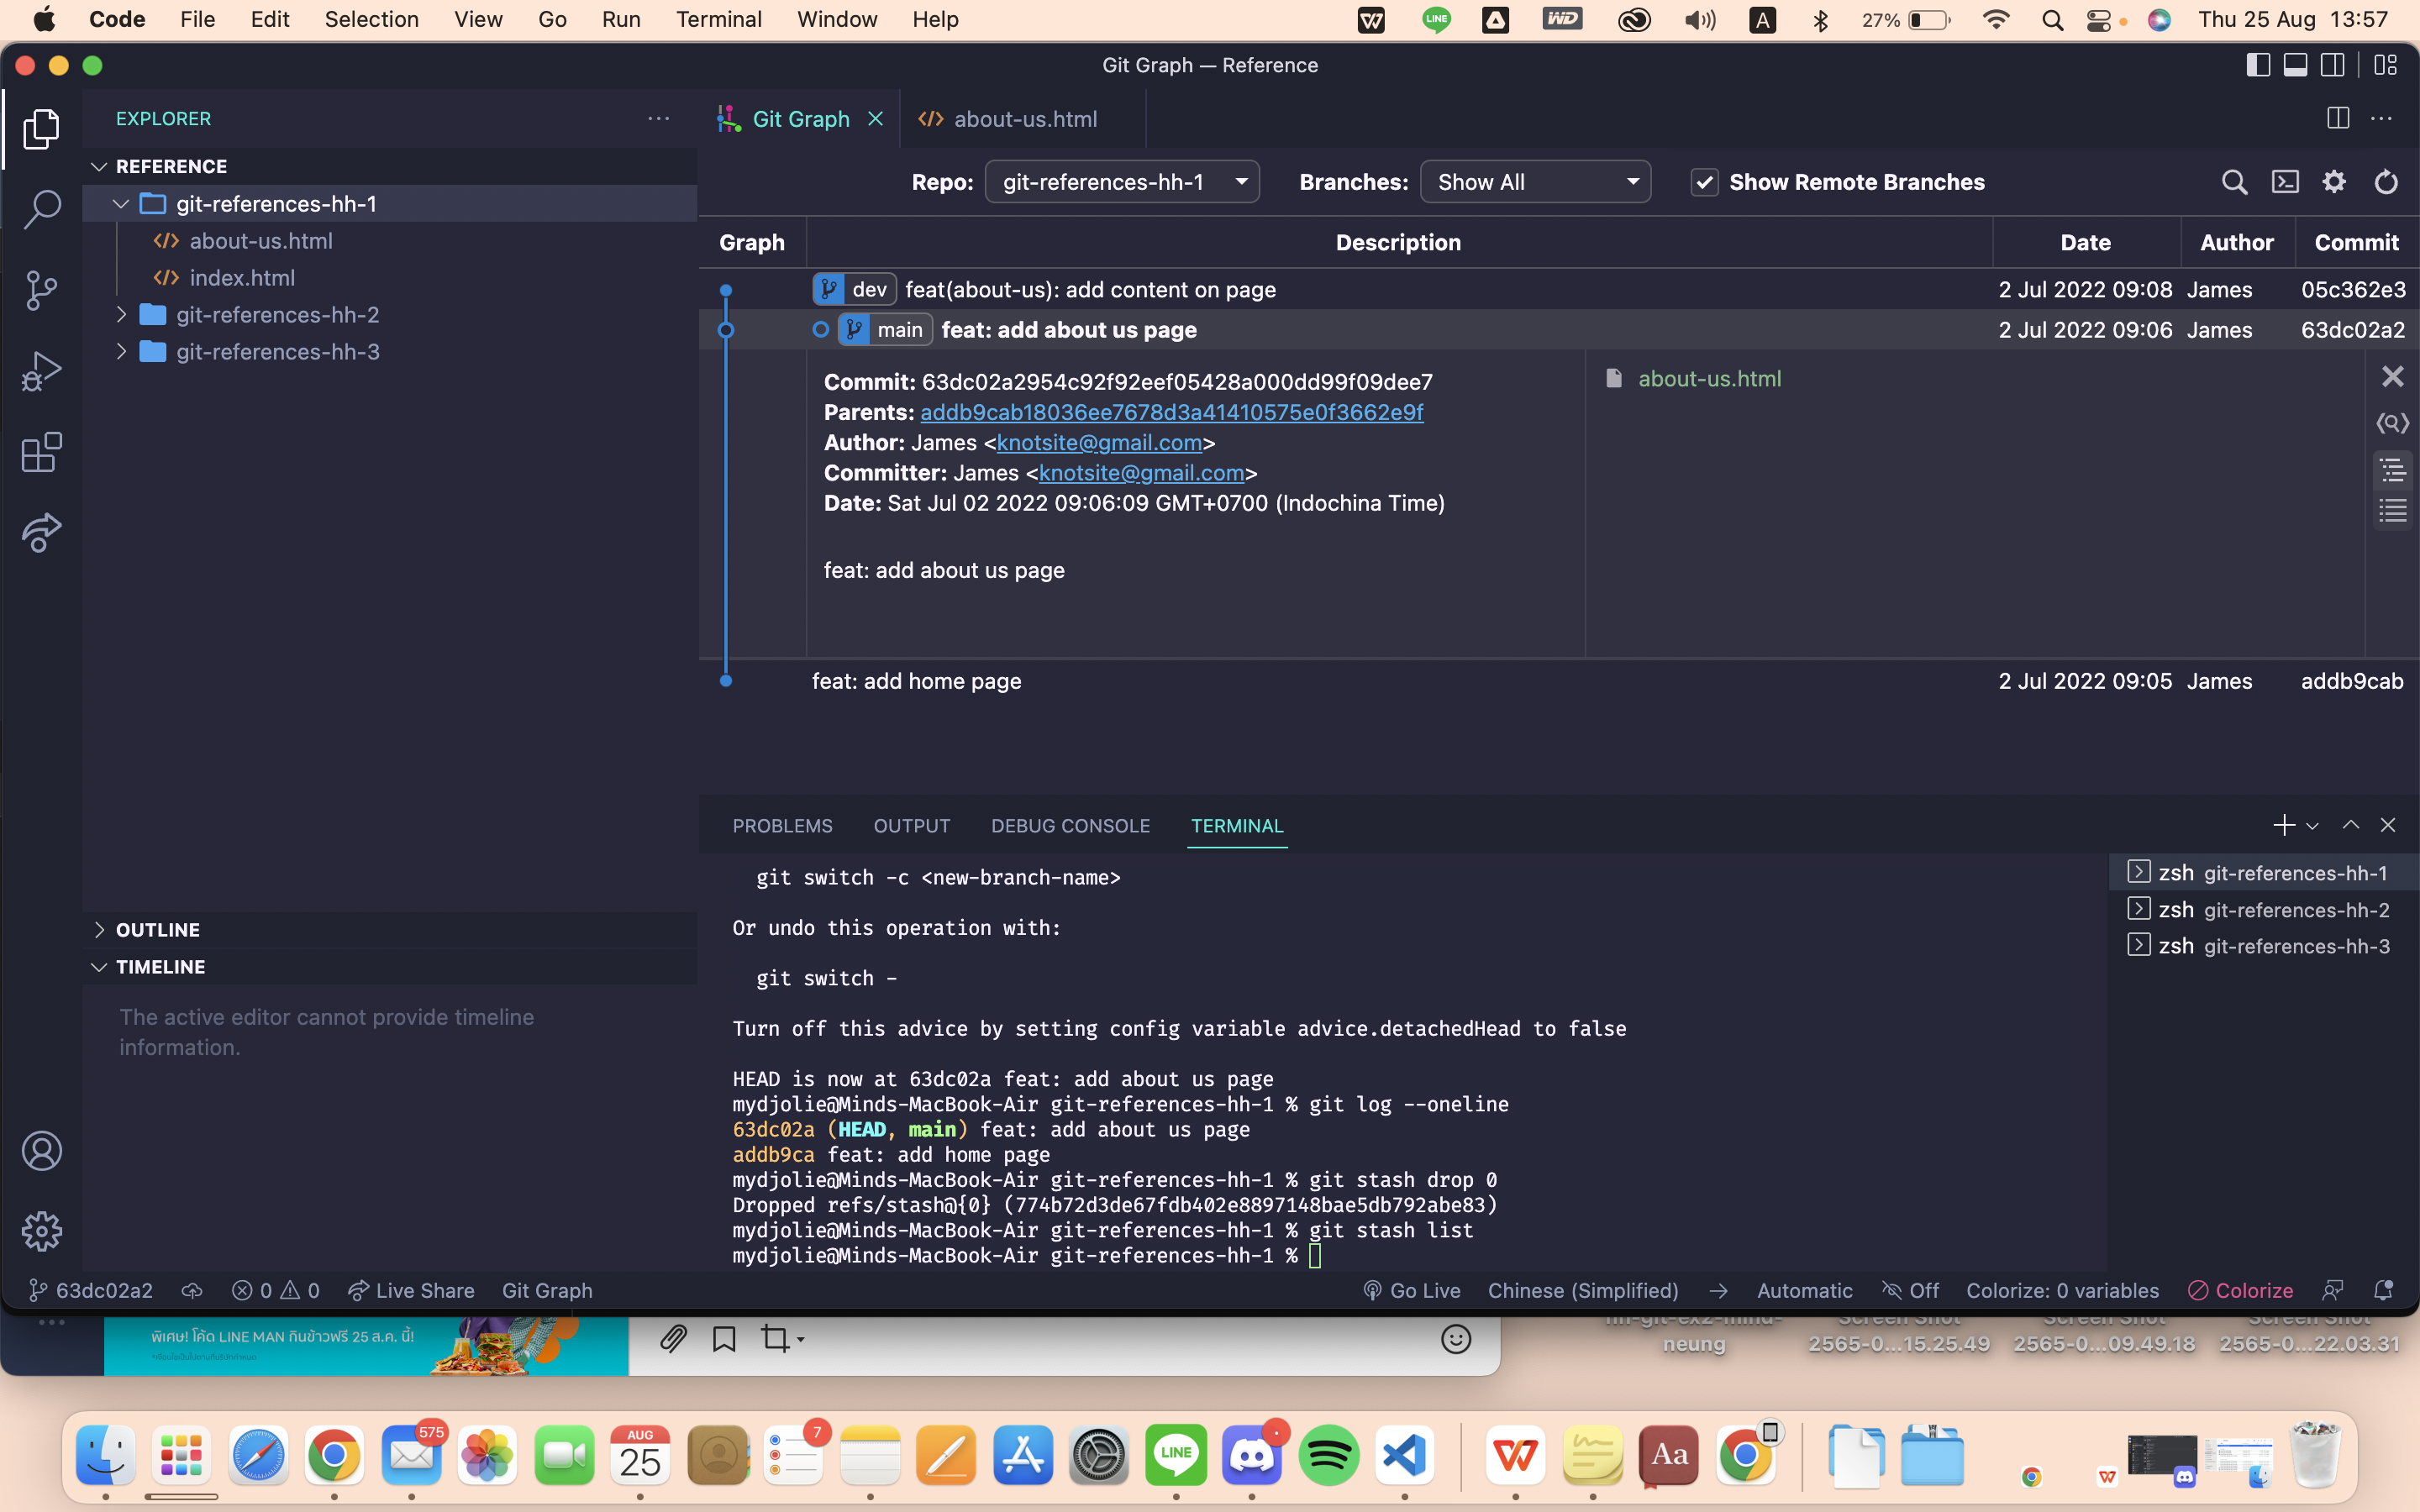 Code File Edit Selection View Go Run Terminal Window Help
LINE WD A 27% Thu 25 Aug 13:57
Git Graph — Reference
EXPLORER
Git Graph
about-us.html
REFERENCE
git-references-hh-1
about-us.html
index.html
git-references-hh-2
git-references-hh-3
Repo: git-references-hh-1 Branches: Show All Show Remote Branches
Graph Description Date Author Commit
dev feat(about-us): add content on page 2 Jul 2022 09:08 James 05c362e3
main feat: add about us page 2 Jul 2022 09:06 James 63dc02a2
Commit: 63dc02a2954c92f92eef05428a000dd99f09dee7
Parents: addb9cab18036ee7678d3a41410575e0f3662e9f
Author: James <knotsite@gmail.com>
Committer: James <knotsite@gmail.com>
Date: Sat Jul 02 2022 09:06:09 GMT+0700 (Indochina Time)
feat: add about us page
about-us.html
feat: add home page 2 Jul 2022 09:05 James addb9cab
PROBLEMS OUTPUT DEBUG CONSOLE TERMINAL
git switch -c <new-branch-name>
Or undo this operation with:
git switch -
Turn off this advice by setting config variable advice.detachedHead to false
HEAD is now at 63dc02a feat: add about us page
mydjolie@Minds-MacBook-Air git-references-hh-1 % git log --oneline
63dc02a (HEAD, main) feat: add about us page
addb9ca feat: add home page
mydjolie@Minds-MacBook-Air git-references-hh-1 % git stash drop 0
Dropped refs/stash@{0} (774b72d3de67fdb402e8897148bae5db792abe83)
mydjolie@Minds-MacBook-Air git-references-hh-1 % git stash list
mydjolie@Minds-MacBook-Air git-references-hh-1 %
zsh git-references-hh-1
zsh git-references-hh-2
zsh git-references-hh-3
OUTLINE
TIMELINE
The active editor cannot provide timeline
information.
63dc02a2 0 0 Live Share Git Graph Go Live Chinese (Simplified) Automatic Off Colorize: 0 variables Colorize
พิเศษ! โค้ด LINE MAN กินข้าวฟรี 25 ส.ค. นี้!
hh-git-ex2-mind-
neung
Screen Shot
2565-0...15.25.49
Screen Shot
2565-0...09.49.18
Screen Shot
2565-0...22.03.31
575
AUG
25
7
LINE
Aa